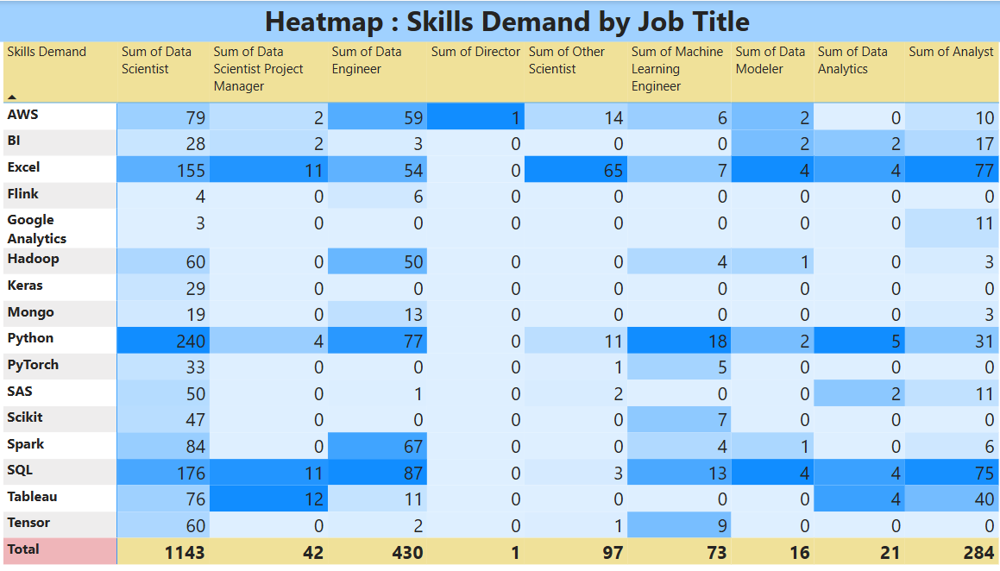 Heatmap : Skills Demand by Job Title
Skills Demand Sum of Data Scientist Sum of Data Scientist Project Manager Sum of Data Engineer Sum of Director Sum of Other Scientist Sum of Machine Learning Engineer Sum of Data Modeler Sum of Data Analytics Sum of Analyst
AWS 79 2 59 1 14 6 2 0 10
BI 28 2 3 0 0 0 2 2 17
Excel 155 11 54 0 65 7 4 4 77
Flink 4 0 6 0 0 0 0 0 0
Google Analytics 3 0 0 0 0 0 0 0 11
Hadoop 60 0 50 0 0 4 1 0 3
Keras 29 0 0 0 0 0 0 0 0
Mongo 19 0 13 0 0 0 0 0 3
Python 240 4 77 0 11 18 2 5 31
PyTorch 33 0 0 0 1 5 0 0 0
SAS 50 0 1 0 2 0 0 2 11
Scikit 47 0 0 0 0 7 0 0 0
Spark 84 0 67 0 0 4 1 0 6
SQL 176 11 87 0 3 13 4 4 75
Tableau 76 12 11 0 0 0 0 4 40
Tensor 60 0 2 0 1 9 0 0 0
Total 1143 42 430 1 97 73 16 21 284